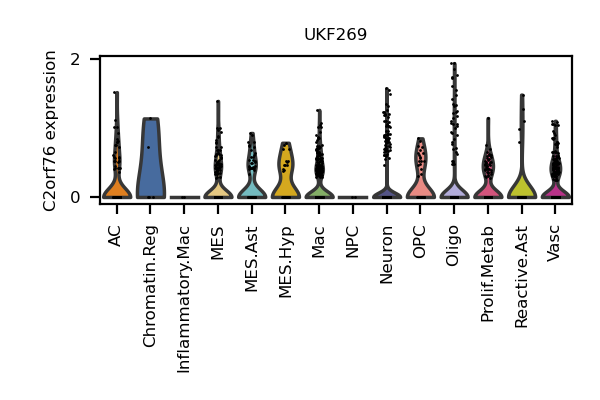 UKF269
C2orf76 expression
2
0
AC
Chromatin.Reg
Inflammatory.Mac
MES
MES.Ast
MES.Hyp
Mac
NPC
Neuron
OPC
Oligo
Prolif.Metab
Reactive.Ast
Vasc